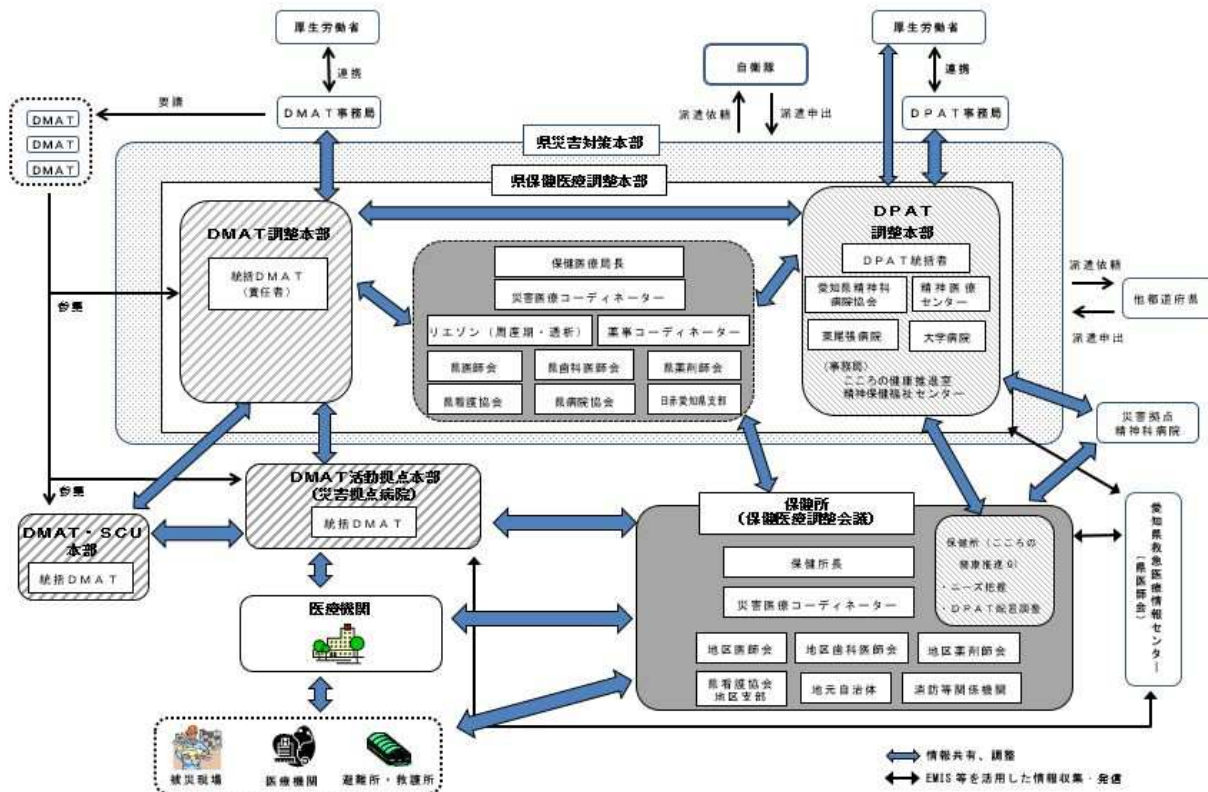 厚生労働省
厚生労働省
連携
連携
自衛隊
要請
DMAT事務局
DPAT事務局
派遣依頼
派遣申出
DMAT
DMAT
DMAT
県災害対策本部
県保健医療調整本部
DMAT調整本部
統括DMAT
(責任者)
保健医療局長
災害医療コーディネーター
リエゾン(周産期・透析)
薬事コーディネーター
県医師会
県歯科医師会
県薬剤師会
県看護協会
県病院協会
日赤愛知県支部
DPAT
調整本部
DPAT統括者
愛知県精神科
病院協会
精神医療
センター
東尾張病院
大学病院
(事務局)
こころの健康推進室
精神保健福祉センター
派遣依頼
他都道府県
派遣申出
災害拠点
精神科病院
参集
参集
DMAT・SCU
本部
統括DMAT
DMAT活動拠点本部
(災害拠点病院)
統括DMAT
医療機関
被災現場
医療機関
避難所・救護所
保健所
(保健医療調整会議)
保健所長
災害医療コーディネーター
保健所(こころの
健康推進G)
・ニーズ把握
・DPAT派遣調整
地区医師会
地区歯科医師会
地区薬剤師会
県看護協会
地区支部
地元自治体
消防等関係機関
愛知県救急医療情報センター
(県医師会)
情報共有、調整
EMIS等を活用した情報収集・発信